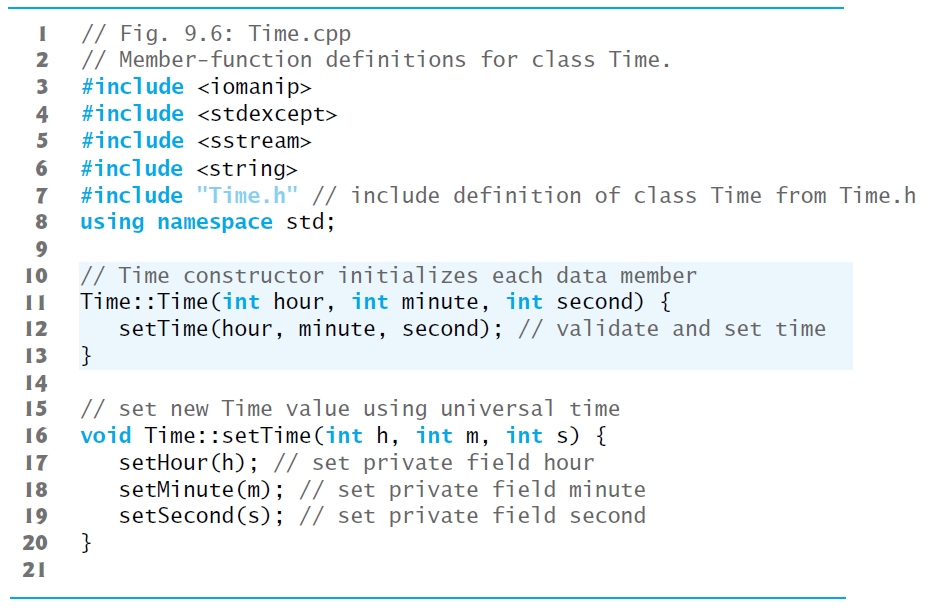 1 // Fig. 9.6: Time.cpp
2 // Member-function definitions for class Time.
3 #include <iomanip>
4 #include <stdexcept>
5 #include <sstream>
6 #include <string>
7 #include "Time.h" // include definition of class Time from Time.h
8 using namespace std;
9
10 // Time constructor initializes each data member
11 Time::Time(int hour, int minute, int second) {
12    setTime(hour, minute, second); // validate and set time
13 }
14
15 // set new Time value using universal time
16 void Time::setTime(int h, int m, int s) {
17    setHour(h); // set private field hour
18    setMinute(m); // set private field minute
19    setSecond(s); // set private field second
20 }
21